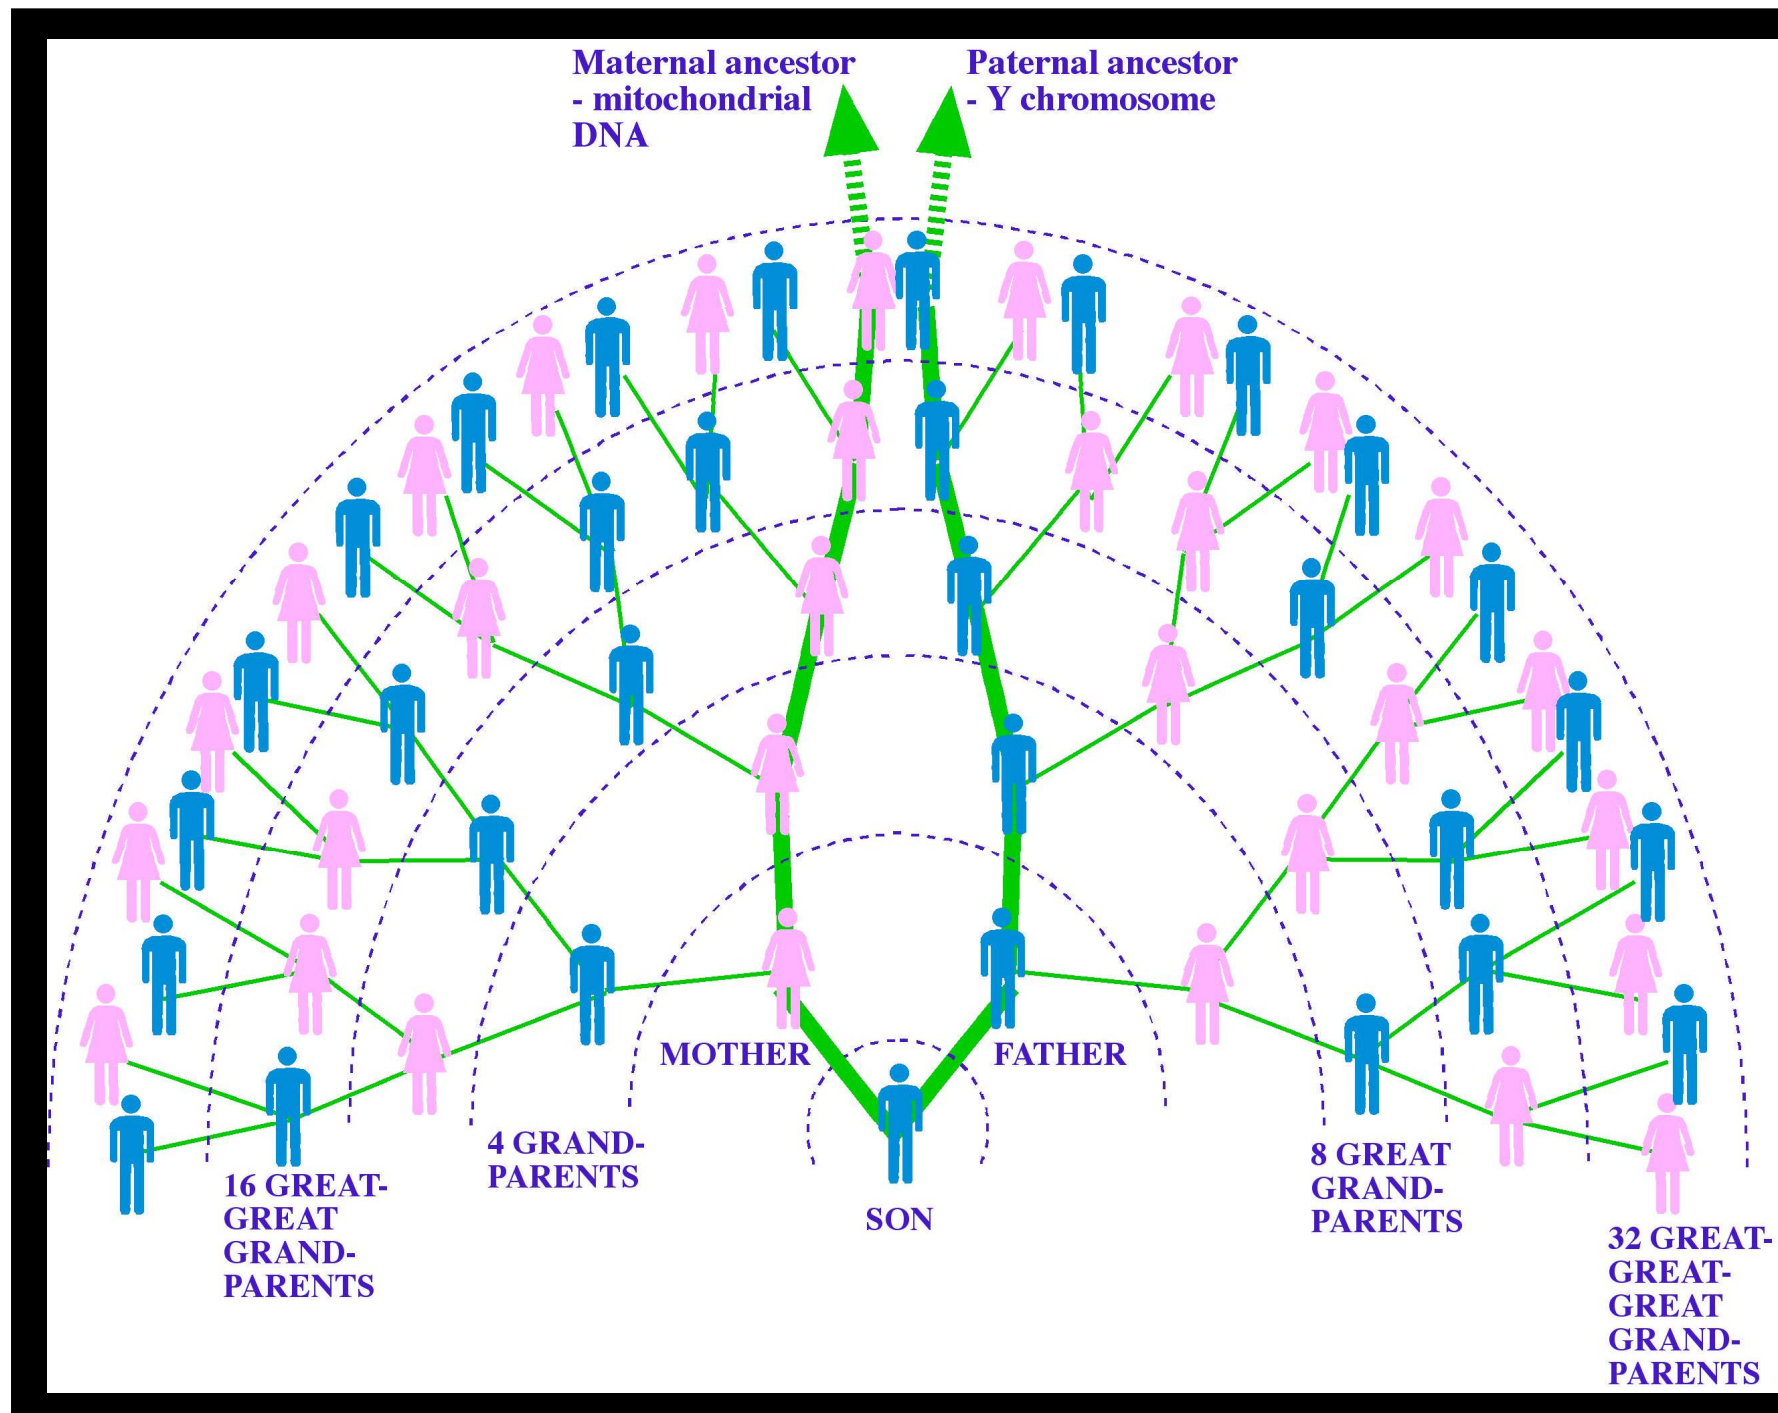 Maternal ancestor
- mitochondrial
DNA
Paternal ancestor
- Y chromosome
MOTHER
FATHER
4 GRAND-
PARENTS
8 GREAT
GRAND-
PARENTS
16 GREAT-
GREAT
GRAND-
PARENTS
SON
32 GREAT-
GREAT-
GREAT
GRAND-
PARENTS